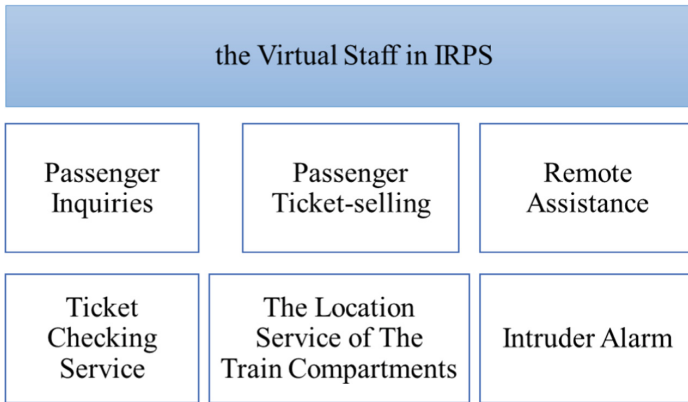 the Virtual Staff in IRPS
Passenger
Inquiries
Passenger
Ticket-selling
Remote
Assistance
Ticket
Checking
Service
The Location
Service of The
Train Compartments
Intruder Alarm